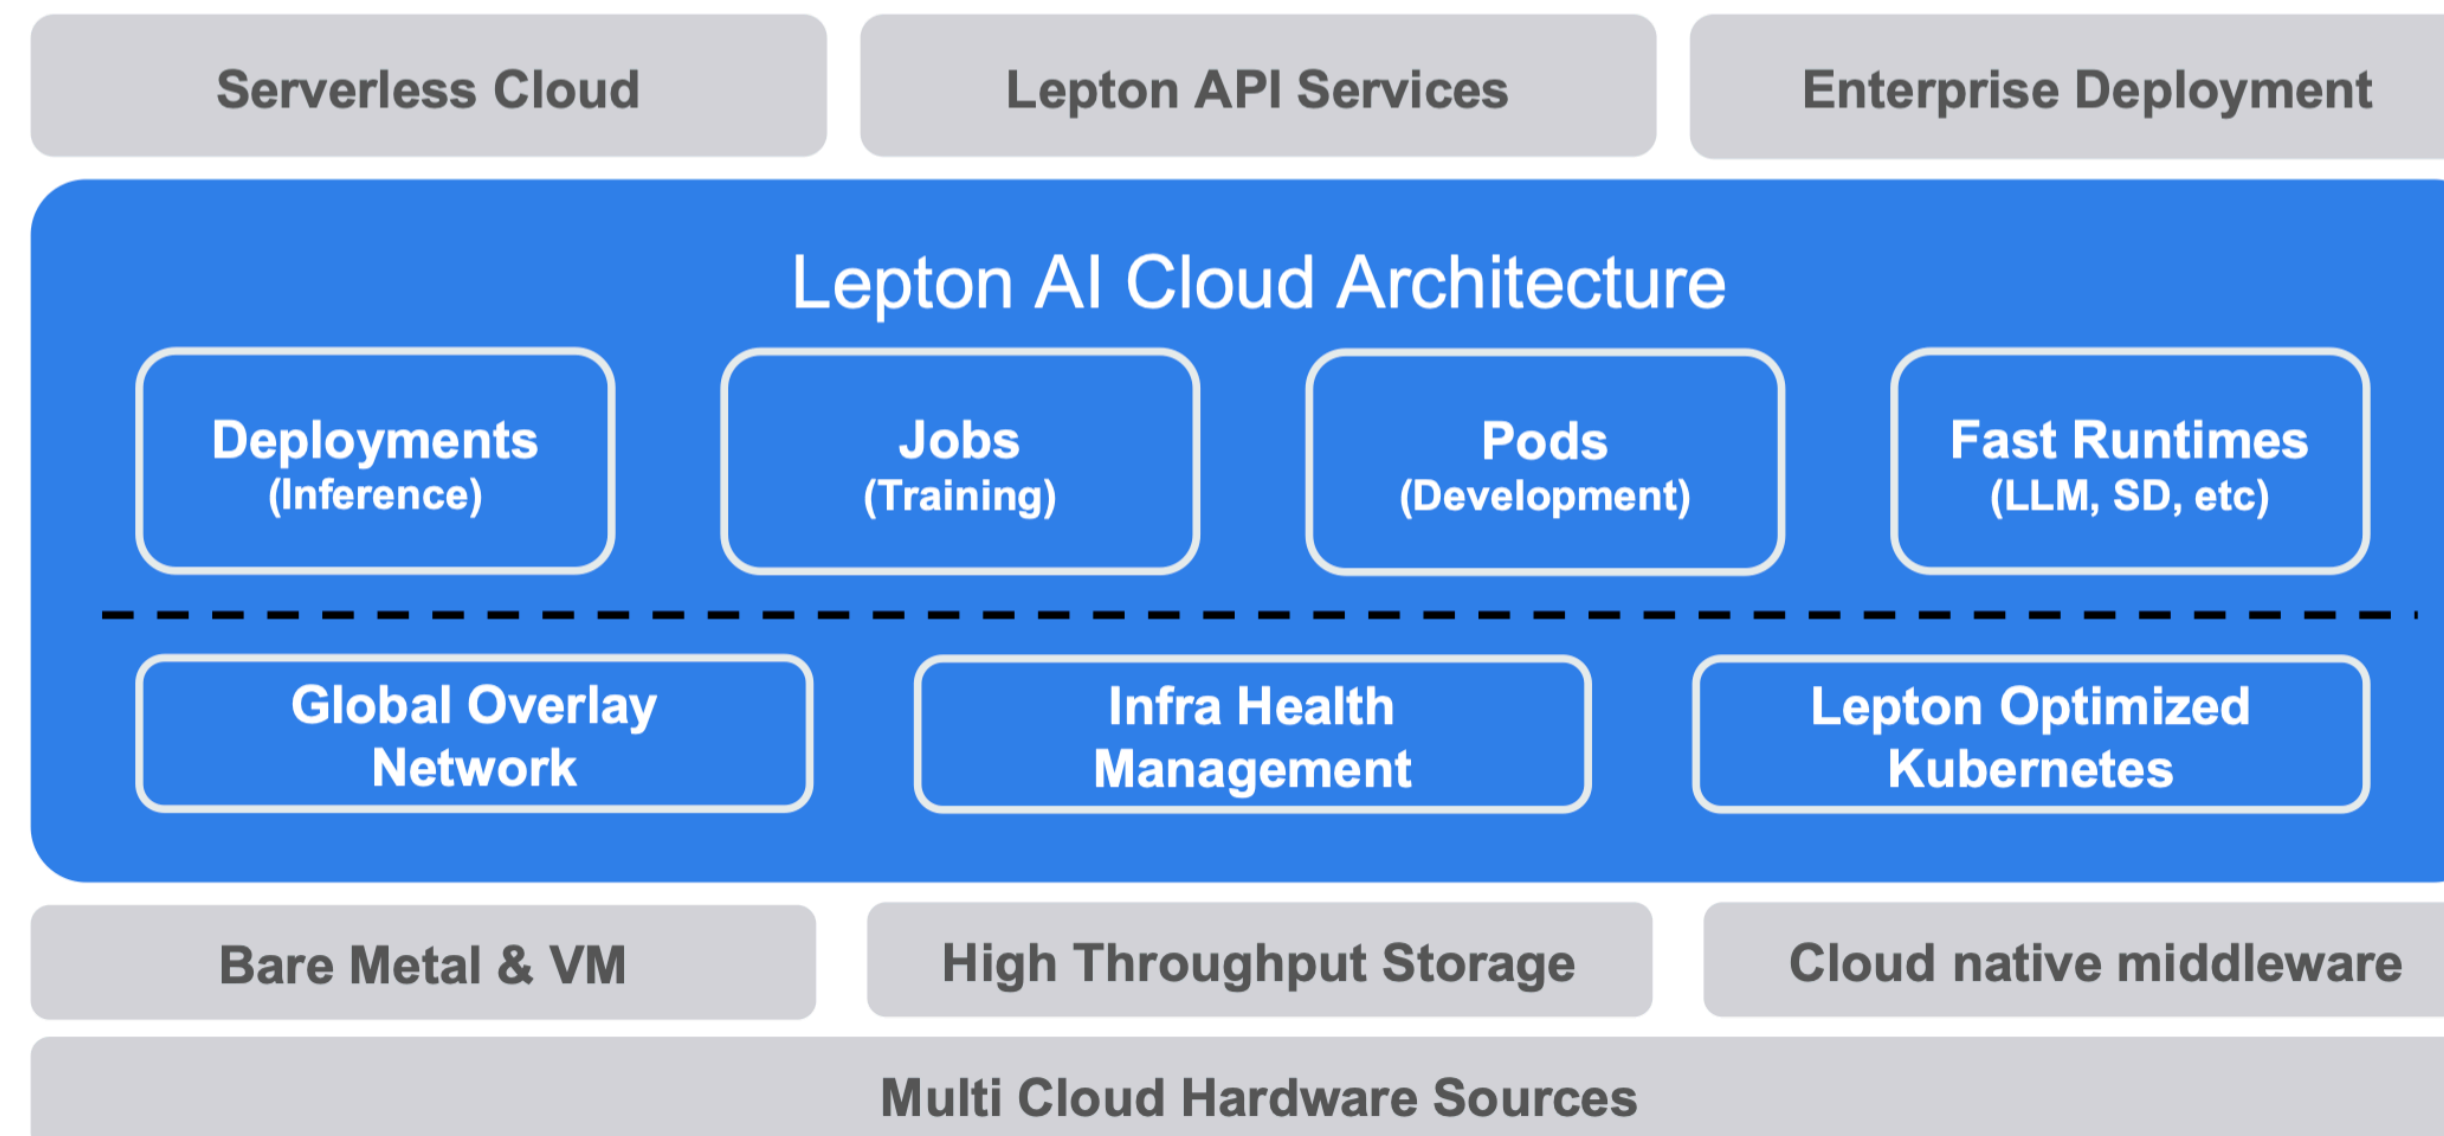 Serverless Cloud
Lepton API Services
Enterprise Deployment
Lepton AI Cloud Architecture
Deployments
(Inference)
Jobs
(Training)
Pods
(Development)
Fast Runtimes
(LLM, SD, etc)
Global Overlay
Network
Infra Health
Management
Lepton Optimized
Kubernetes
Bare Metal & VM
High Throughput Storage
Cloud native middleware
Multi Cloud Hardware Sources